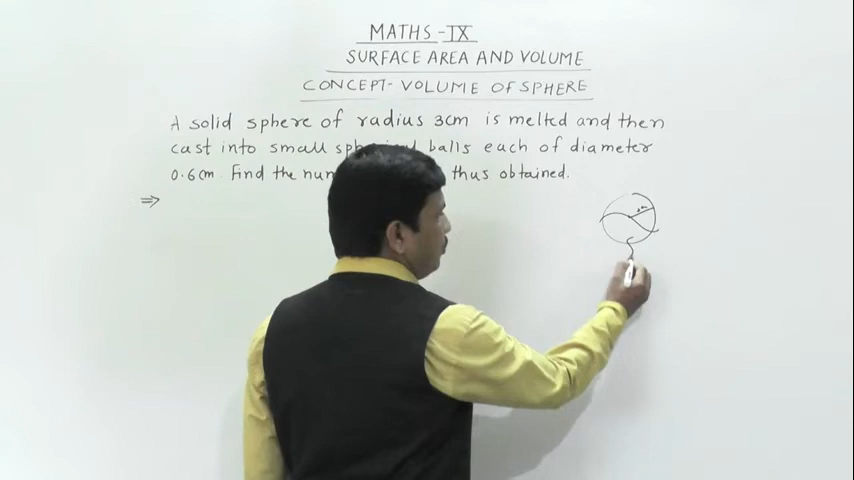 MATHS - IX
SURFACE AREA AND VOLUME
CONCEPT- VOLUME OF SPHERE
A solid sphere of radius 3cm is melted and then
cast into small balls each of diameter
0.6cm. Find the thus obtained.
⇒